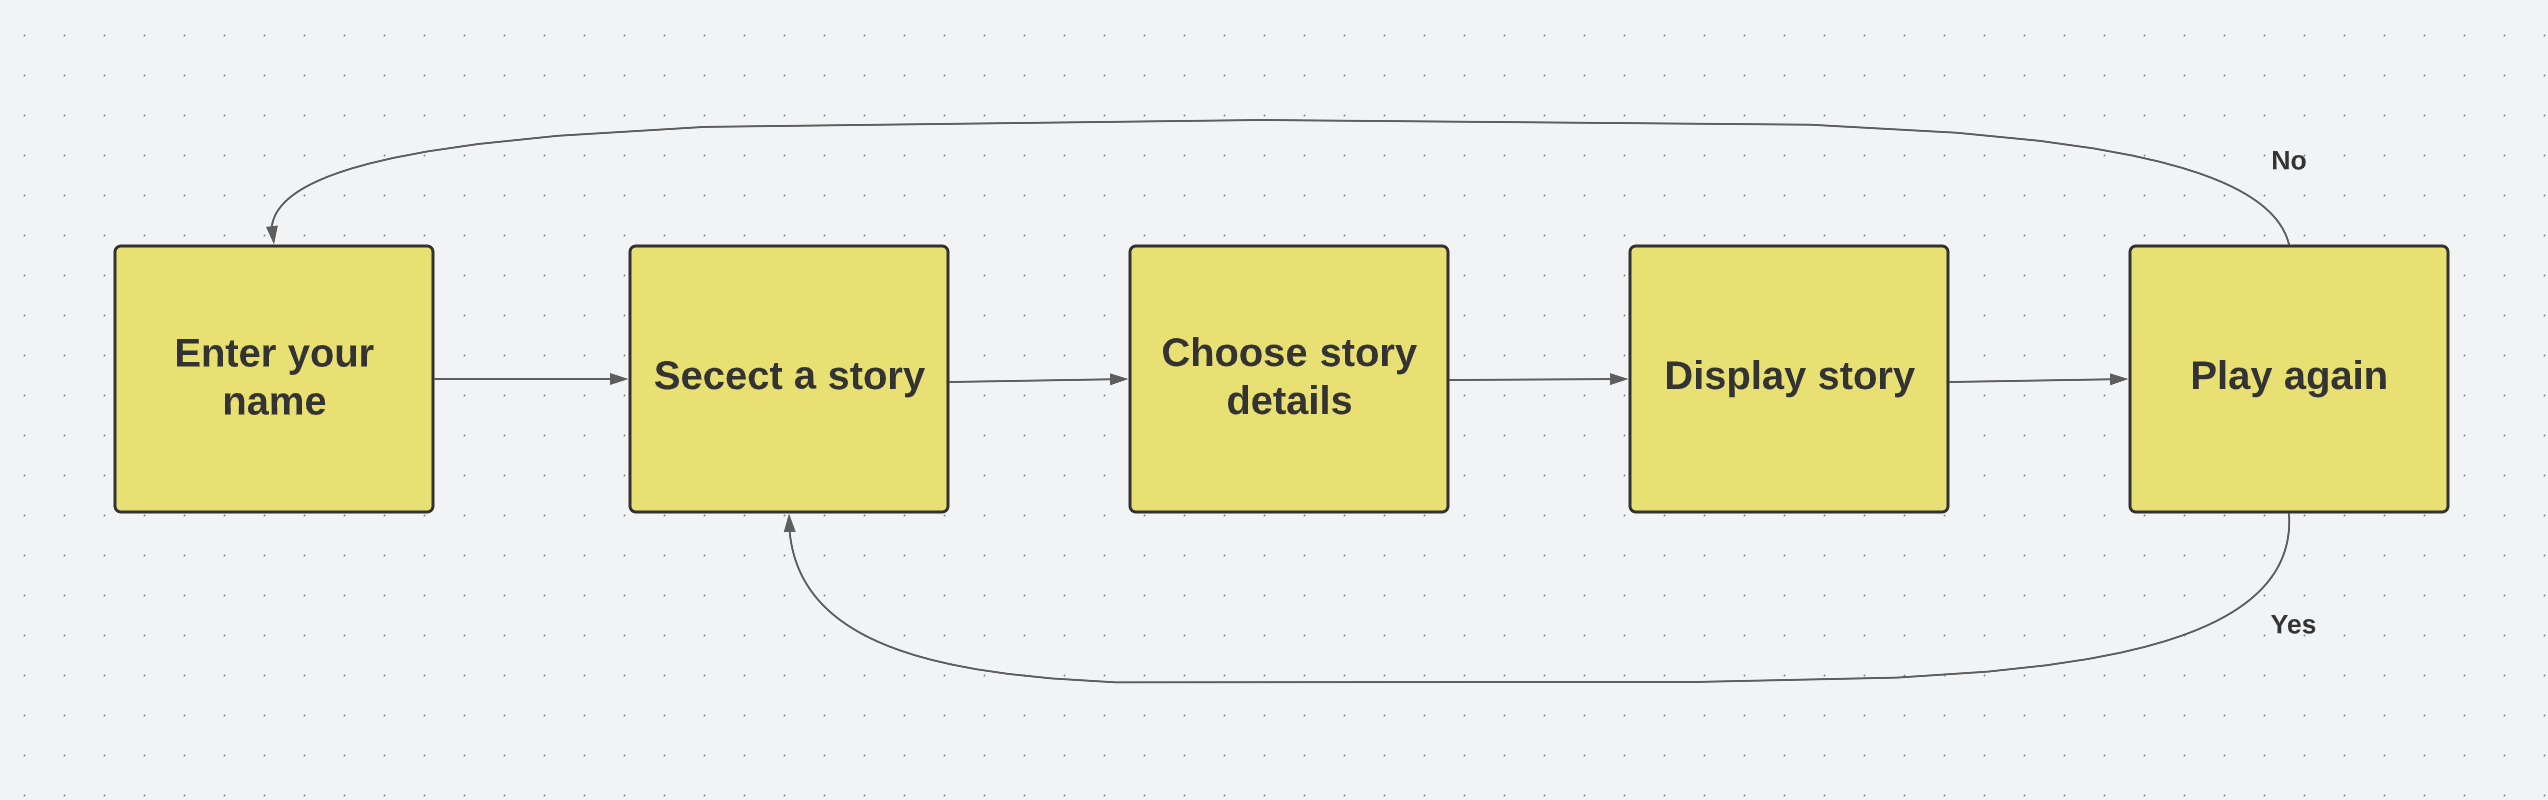 No
Enter your
name
Secect a story
Choose story
details
Display story
Play again
Yes